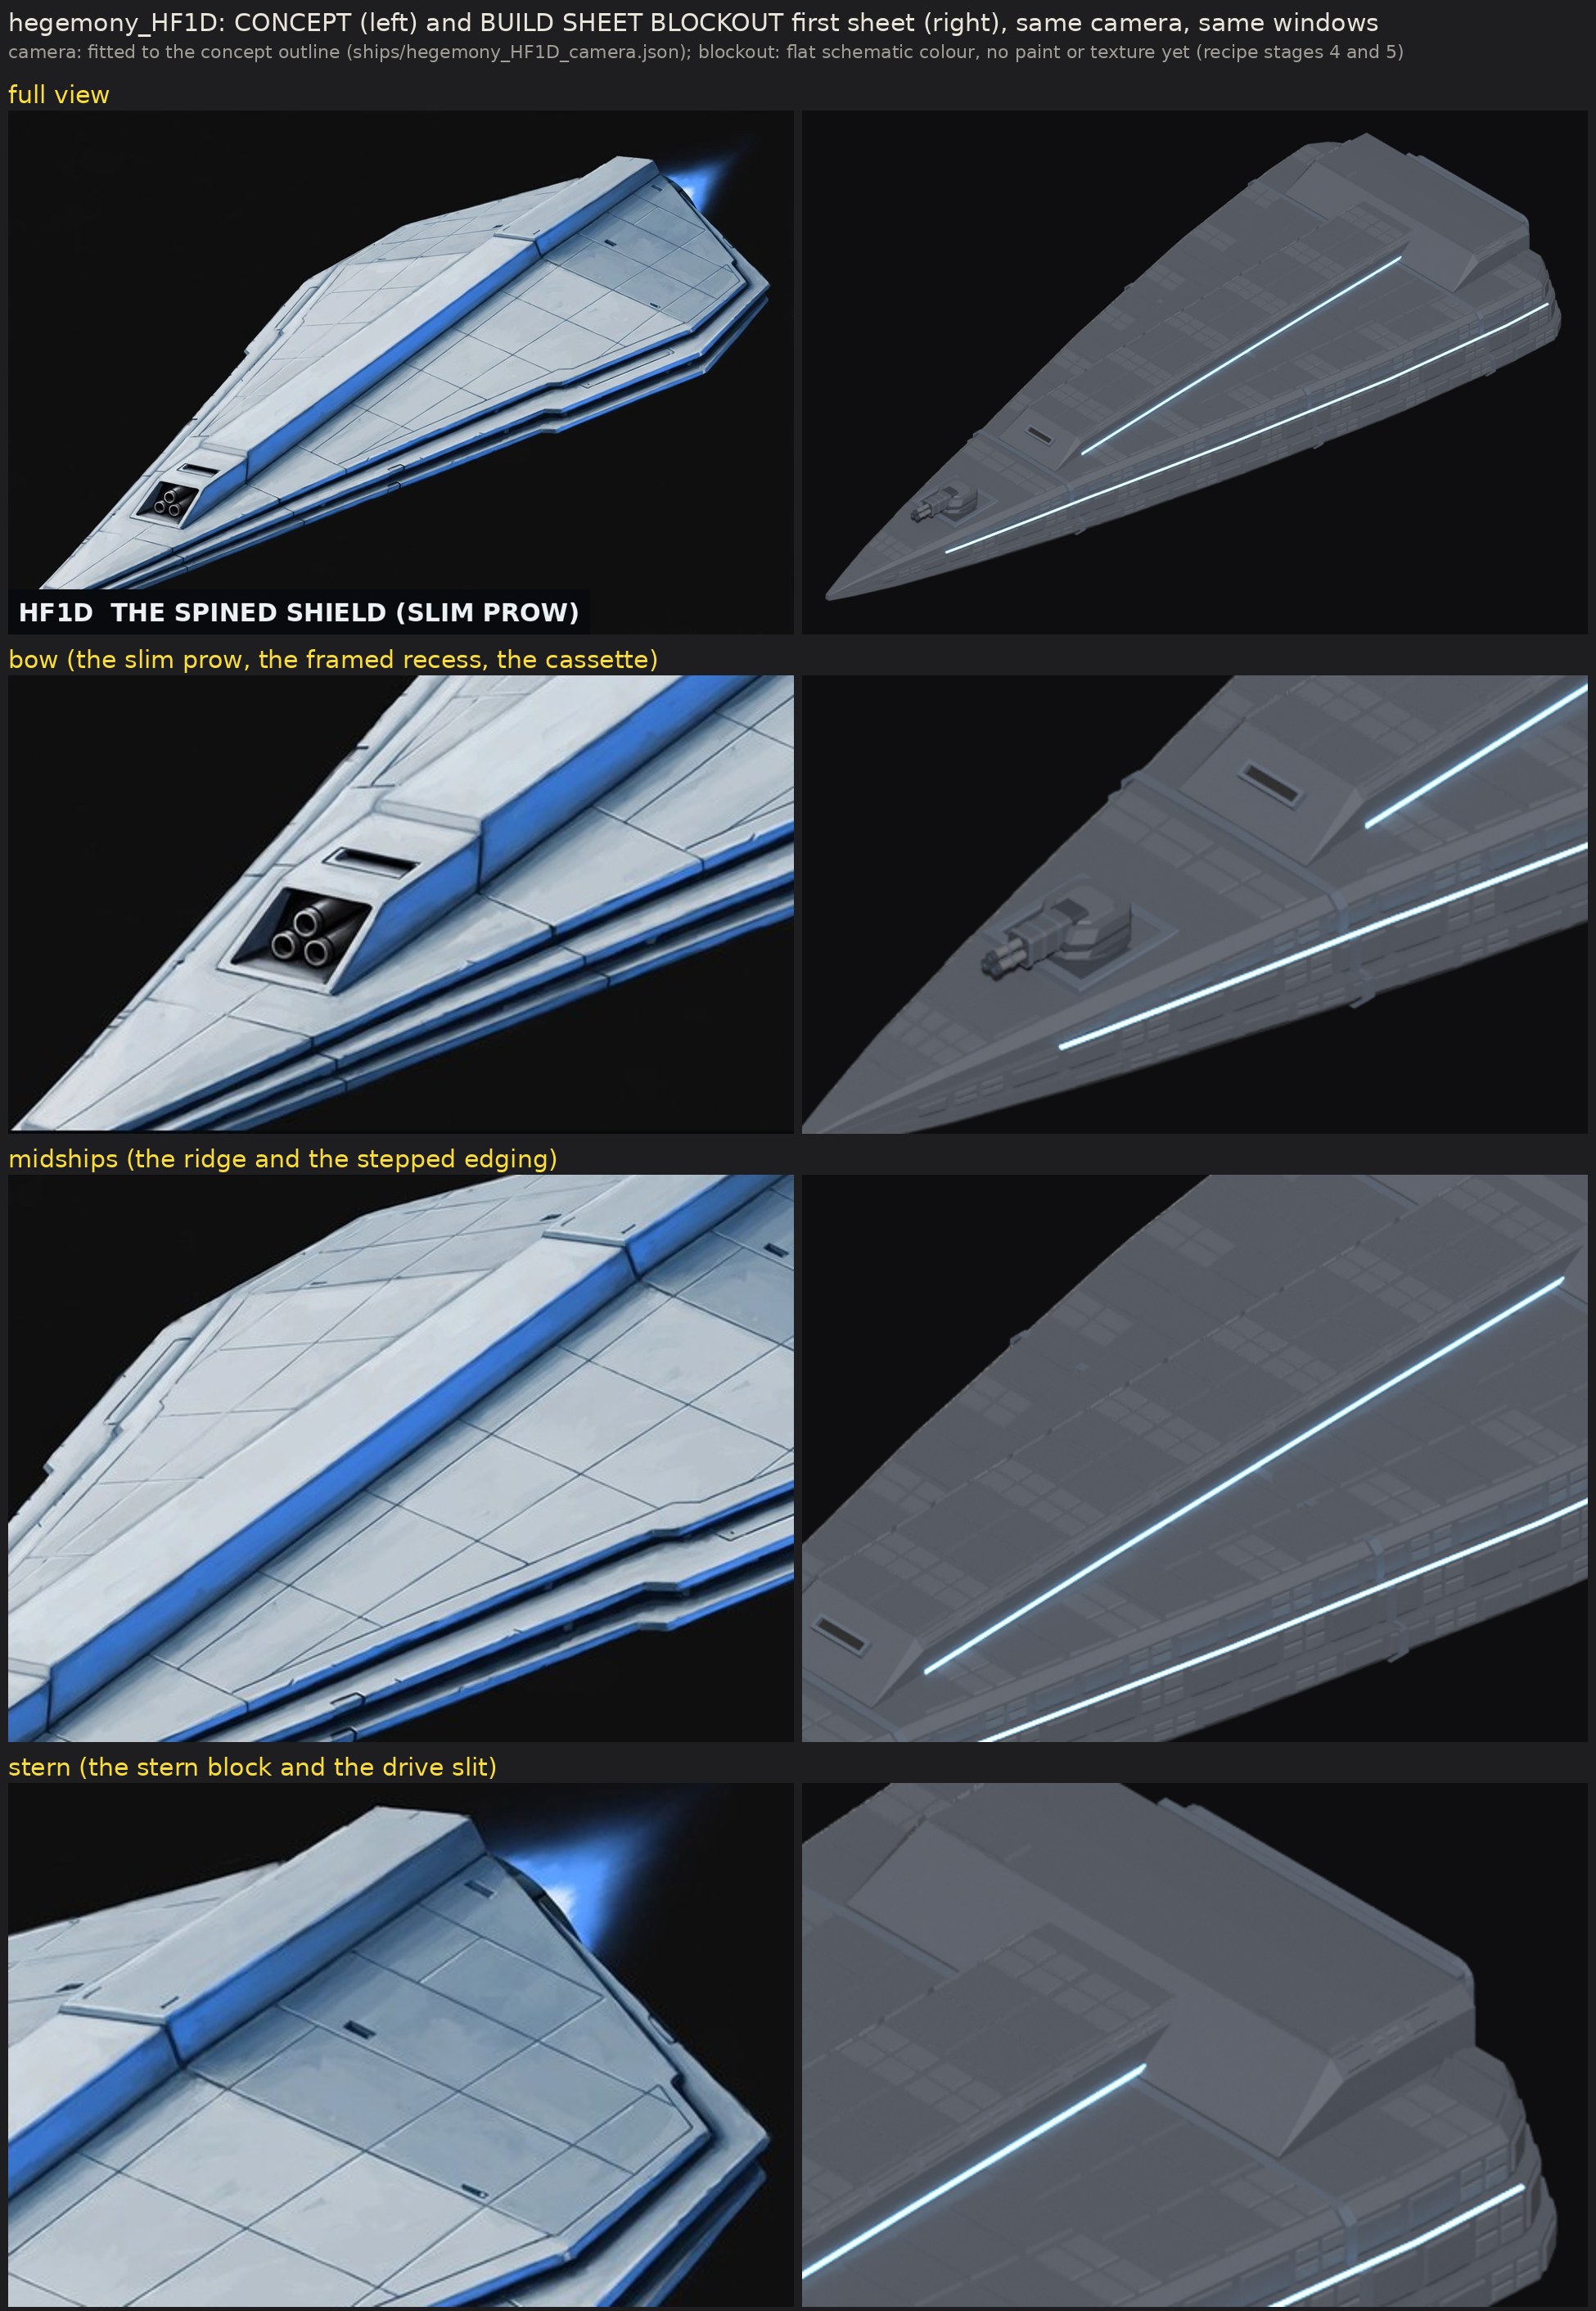 hegemony_HF1D: CONCEPT (left) and BUILD SHEET BLOCKOUT first sheet (right), same camera, same windows
camera: fitted to the concept outline (ships/hegemony_HF1D_camera.json); blockout: flat schematic colour, no paint or texture yet (recipe stages 4 and 5)
full view
HF1D THE SPINED SHIELD (SLIM PROW)
bow (the slim prow, the framed recess, the cassette)
midships (the ridge and the stepped edging)
stern (the stern block and the drive slit)